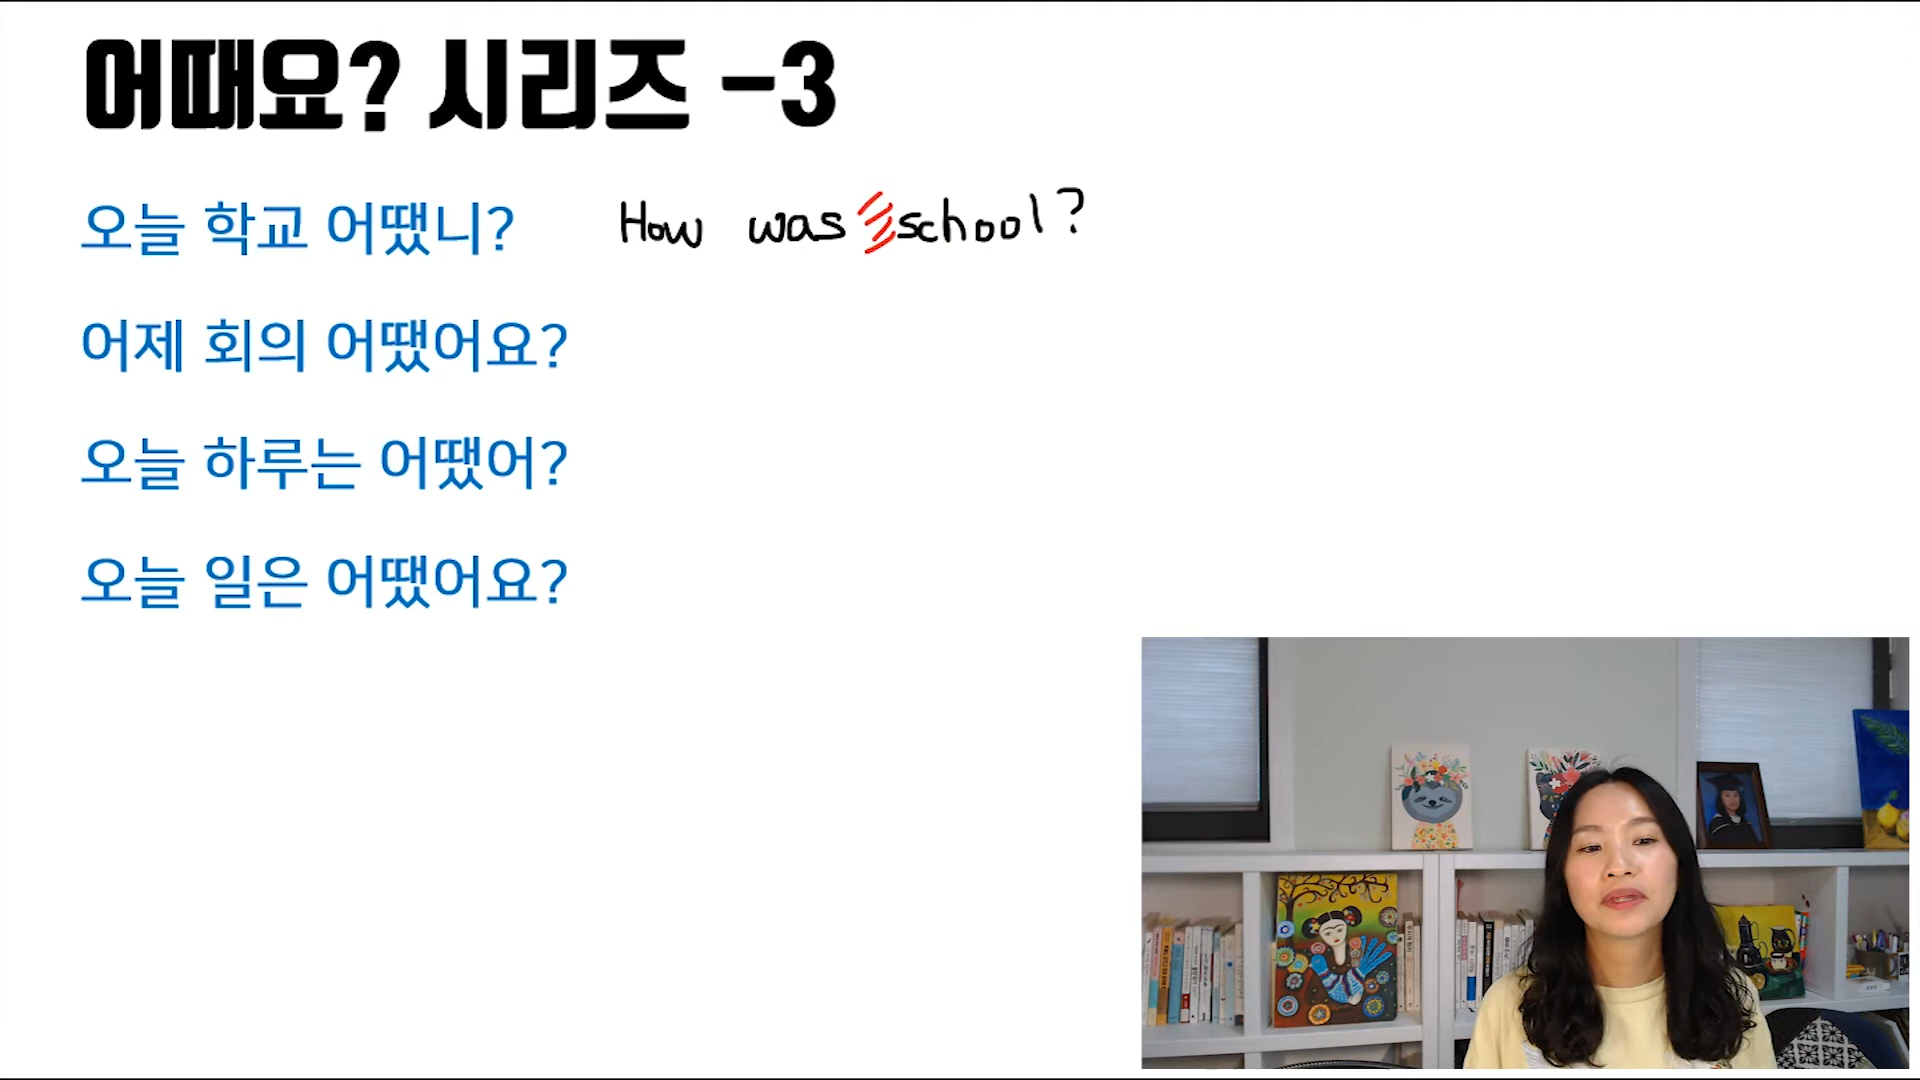 어때요? 시리즈 -3
오늘 학교 어땠니? How was school?
어제 회의 어땠어요?
오늘 하루는 어땠어?
오늘 일은 어땠어요?